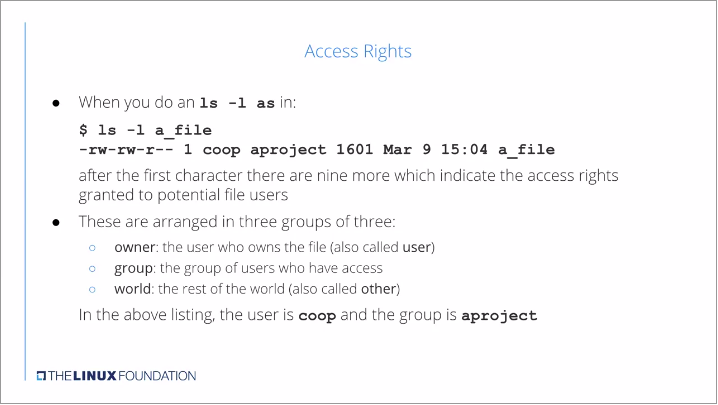 Access Rights
● When you do an ls -l as in:
$ ls -l a_file
-rw-rw-r-- 1 coop aproject 1601 Mar 9 15:04 a_file
after the first character there are nine more which indicate the access rights
granted to potential file users
● These are arranged in three groups of three:
○ owner: the user who owns the file (also called user)
○ group: the group of users who have access
○ world: the rest of the world (also called other)
In the above listing, the user is coop and the group is aproject
THE LINUX FOUNDATION